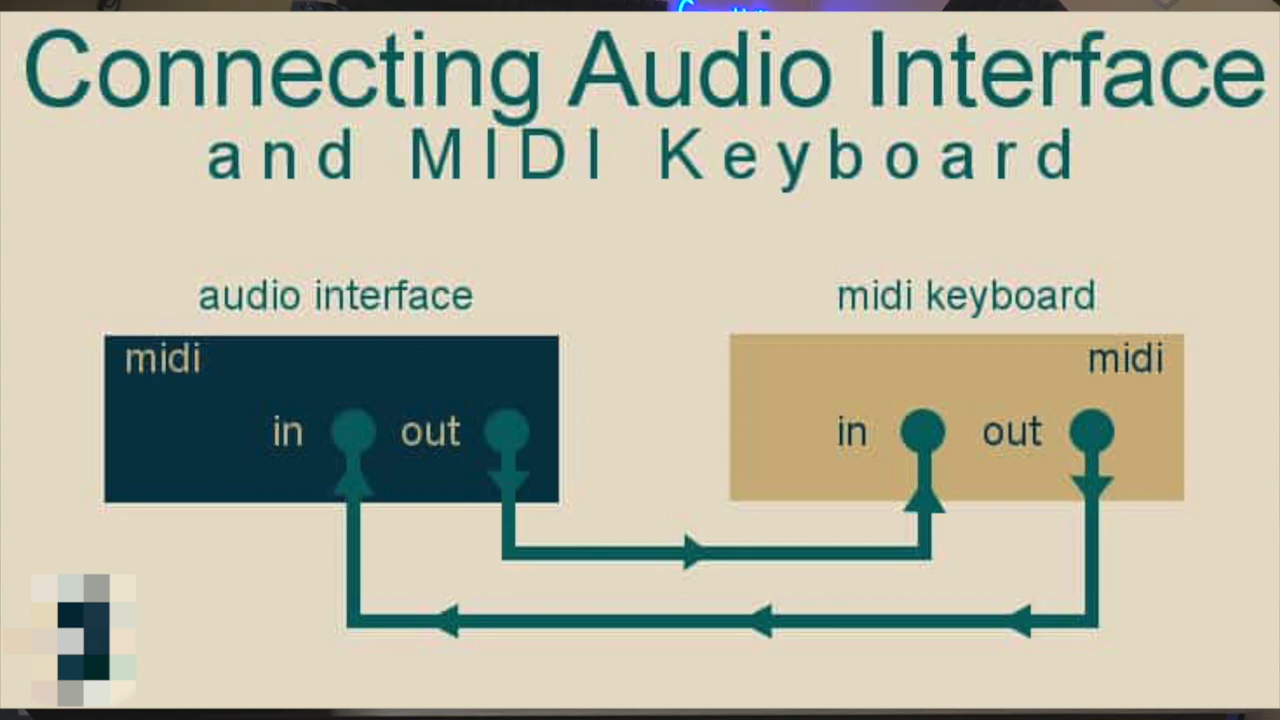 Connecting Audio Interface
and MIDI Keyboard
audio interface
midi keyboard
midi
midi
in
out
in
out